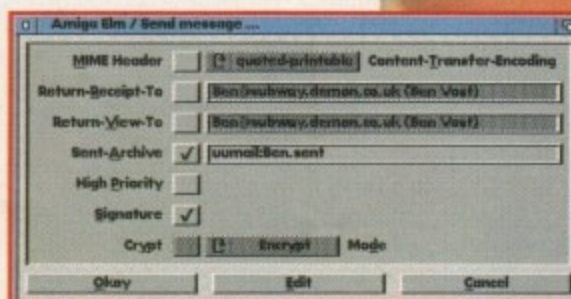 Amiga Elm / Send message ...
MIME Header quoted-printable Content-Transfer-Encoding
Return-Receipt-To Ben@subway.demon.co.uk (Ben Vost)
Return-View-To Ben@subway.demon.co.uk (Ben Vost)
Sent-Archive uumail:Ben.sent
High Priority
Signature
Crypt Encrypt Mode
Okay Edit Cancel